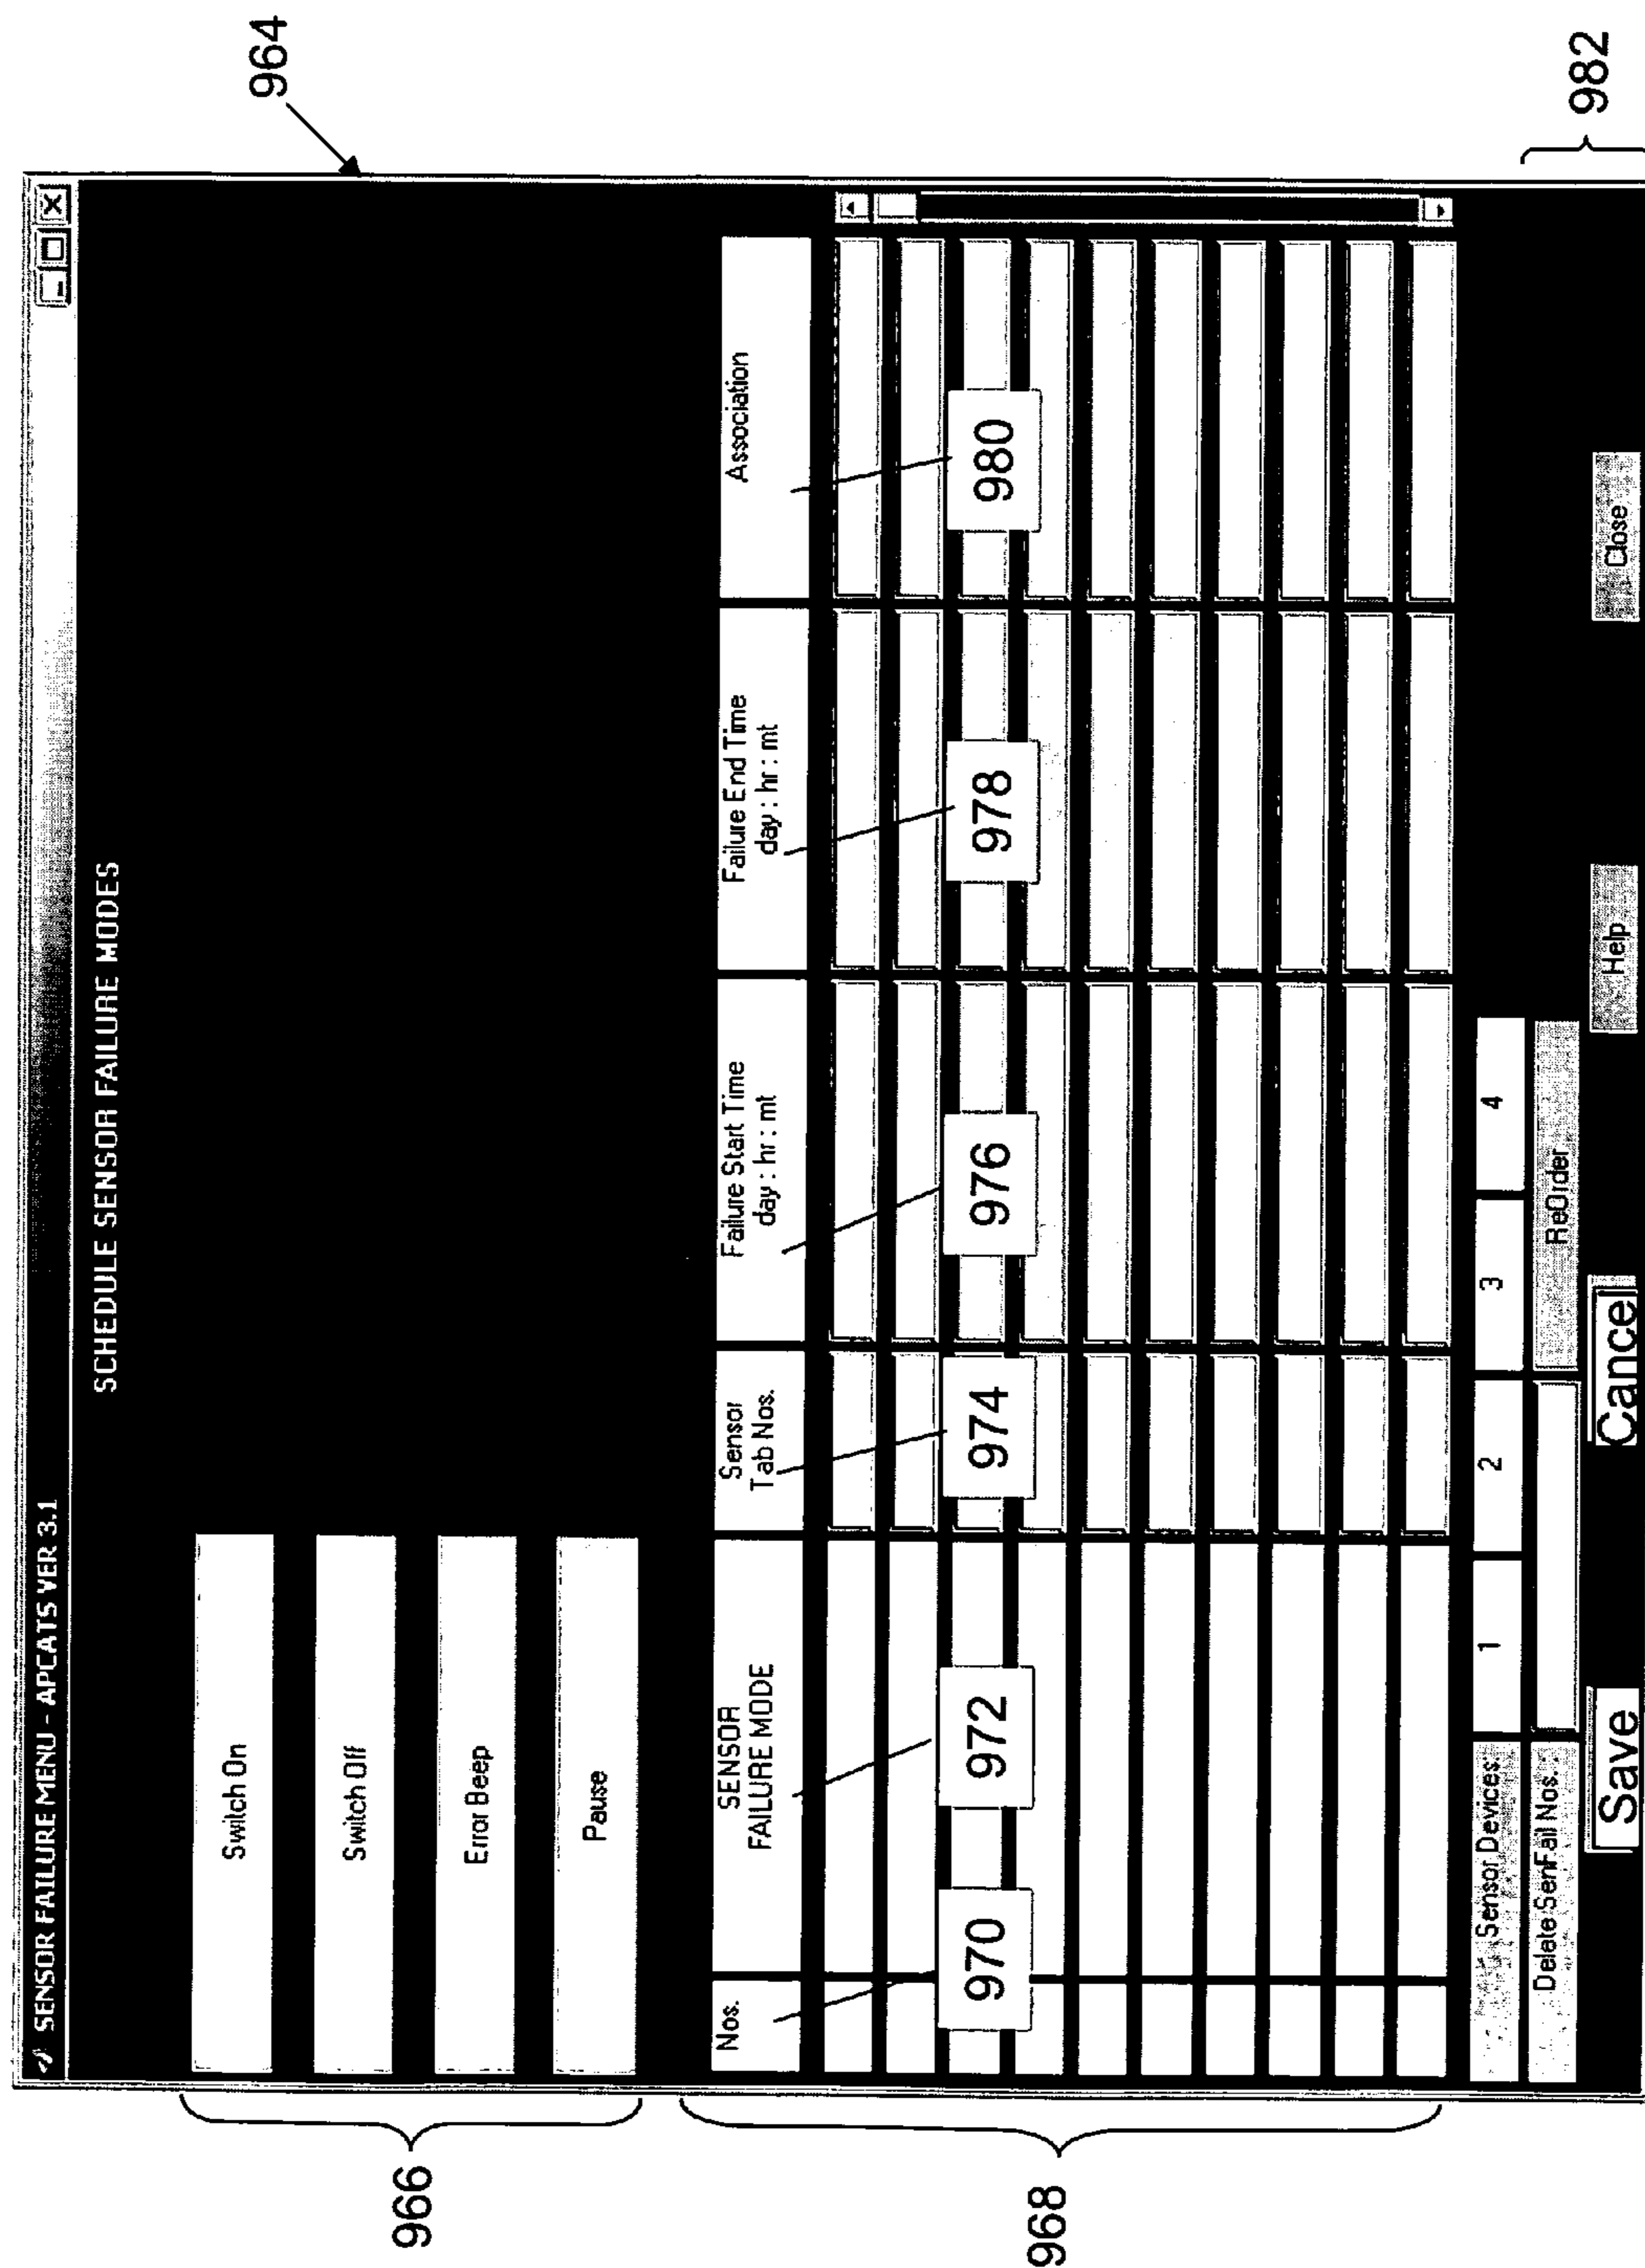 964
SENSOR FAILURE MENU - APCATS VER 3.1
SCHEDULE SENSOR FAILURE MODES
966
Switch On
Switch Off
Error Beep
Pause
968
Nos.
SENSOR
FAILURE MODE
Sensor
Tab Nos.
Failure Start Time
day : hr : mt
Failure End Time
day : hr : mt
Association
970
972
974
976
978
980
Sensor Devices:
1
2
3
4
Delete SenFail Nos. :
ReOrder
Save
Cancel
Help
Close
982